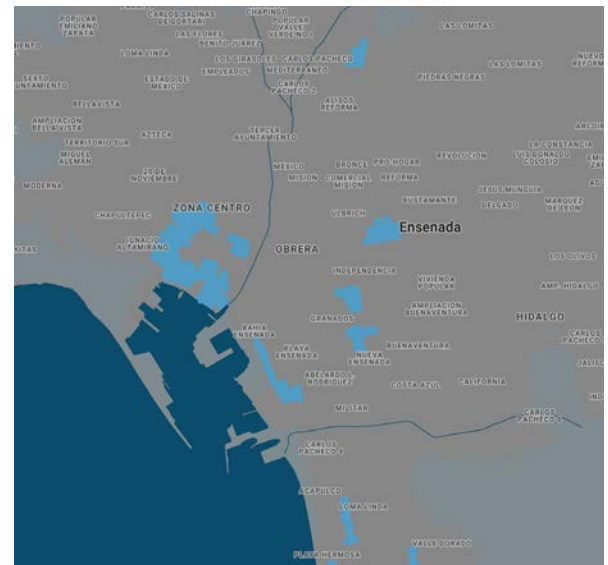 POPULAR
EMILIANO
ZAPATA
CARLOS SALINAS
DE GORTARI
CHAPINGO
POPULAR
VALLE
VERDE NO 1
LAS LOMITAS
LAS FLORES
BENITO JUÁREZ
LOMA LINDA
LOS GIRASOLES
CARLOS PACHECO
LAS LOMITAS
NUEVO
REFORMA
SEXTO
AYUNTAMIENTO
ESTADO DE
MÉXICO
EMPLEADOS
MEDITERRÁNEO
CARLOS
PACHECO 2
PIEDRAS NEGRAS
BELLAVISTA
ALISOS
REFORMA
AMPLIACIÓN
BELLA VISTA
AZTECA
TERCER
AYUNTAMIENTO
TERRITORIO SUR
LA CONSTANCIA
MIGUEL
ALEMÁN
MÉXICO
BRONCE
PRO-HOGAR
REVOLUCIÓN
LUIS DONALDO
COLOSIO
20 DE
NOVIEMBRE
MISIÓN
COMERCIAL
MISIÓN
REFORMA
MODERNA
JESÚS MUNGUÍA
BUSTAMANTE
DELGADO
MÁRQUEZ
DE LEÓN
ZONA CENTRO
CHAPULTEPEC
ULBRICH
Ensenada
IGNACIO
ALTAMIRANO
OBRERA
LOS OLIVOS
INDEPENDENCIA
VIVIENDA
POPULAR
AMP. HIDALGO
AMPLIACIÓN
BUENAVENTURA
GRANADOS
HIDALGO
BAHÍA
ENSENADA
CARLOS
PACHECO
PLAYA
ENSENADA
NUEVA
ENSENADA
BUENAVENTURA
ABELARDO L.
RODRÍGUEZ
COSTA AZUL
CALIFORNIA
MILITAR
CARLOS
PACHECO 5
CARLOS
PACHECO 4
ACAPULCO
LOMA LINDA
VALLE DORADO
PLAYA HERMOSA